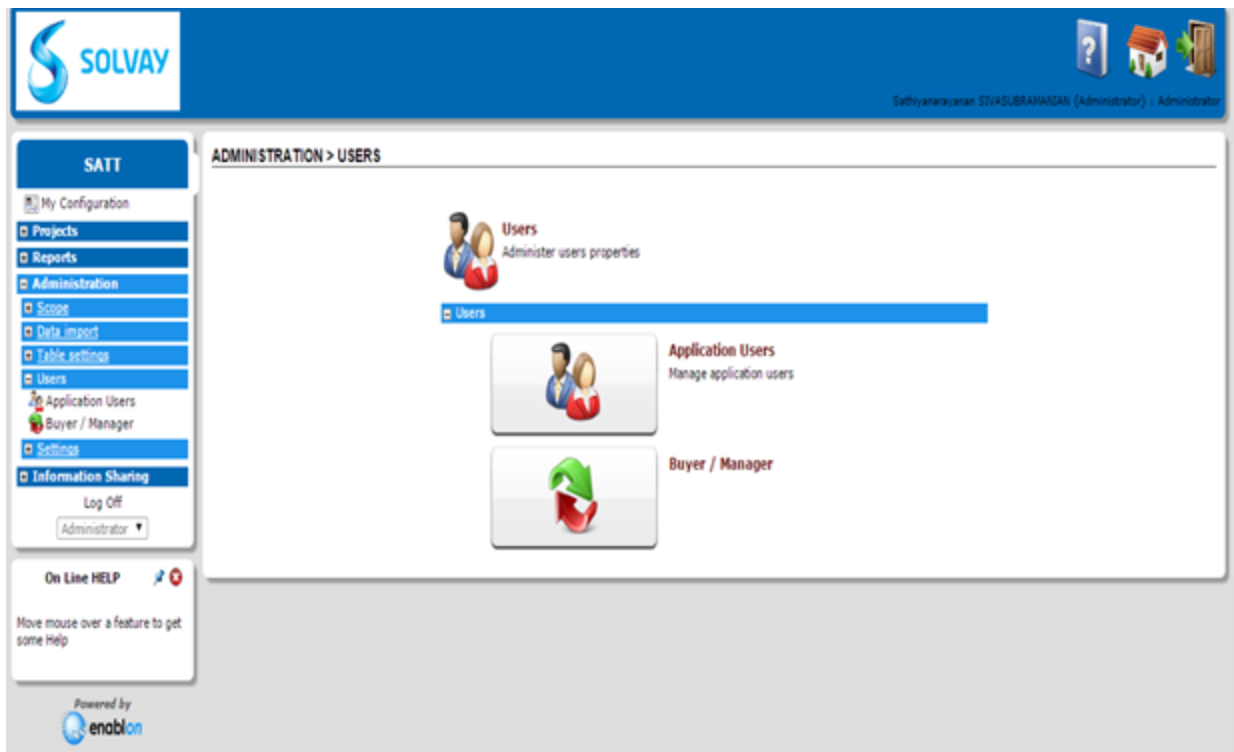 SOLVAY
?
Sathiyanarayanan SIVASUBRAMANIAN (Administrator) : Administrator
SATT
My Configuration
Projects
Reports
Administration
Scope
Data import
Table settings
Users
Application Users
Buyer / Manager
Settings
Information Sharing
Log Off
Administrator
On Line HELP
Move mouse over a feature to get
some Help
Powered by
enablon
ADMINISTRATION > USERS
Users
Administer users properties
Users
Application Users
Manage application users
Buyer / Manager